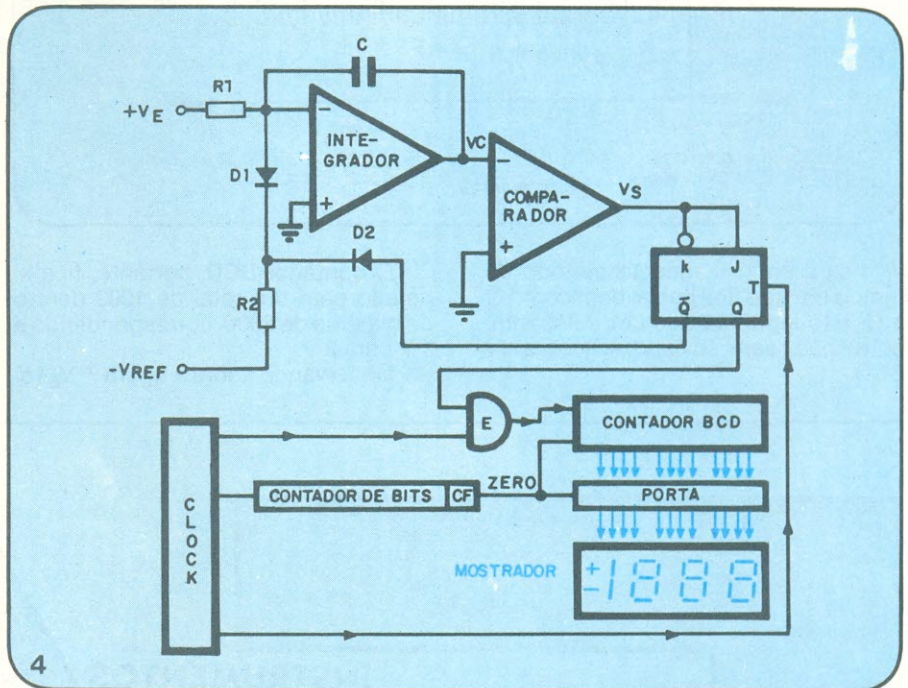 C
R1
+VE
INTE-
GRADOR
VC
D1
COMPA-
RADOR
VS
D2
k J
T
Q̅ Q
R2
-VREF
E
CONTADOR BCD
CLOCK
CONTADOR DE BITS CF
ZERO
PORTA
MOSTRADOR
+
-1888
4